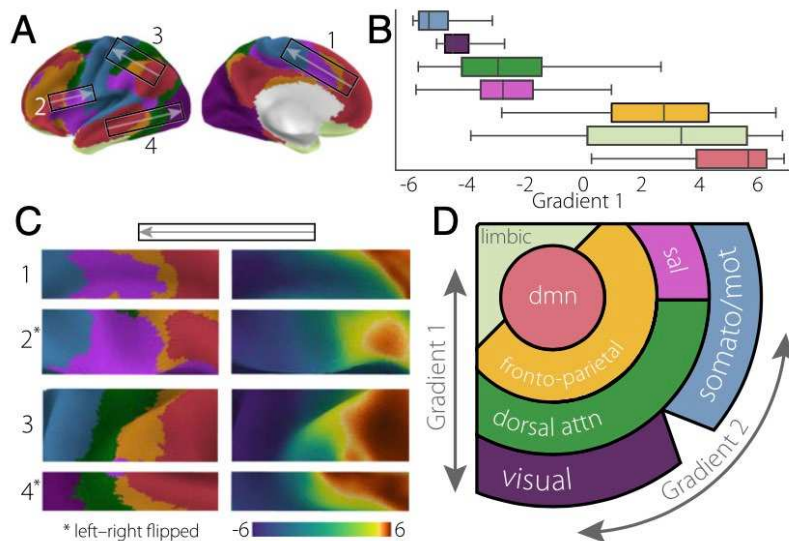 A
3
1
2
4
B
-6
-4
-2
0
2
4
6
Gradient 1
C
1
2*
3
4*
* left–right flipped
-6
6
D
limbic
sal
somato/mot
dmn
fronto-parietal
dorsal attn
visual
Gradient 1
Gradient 2